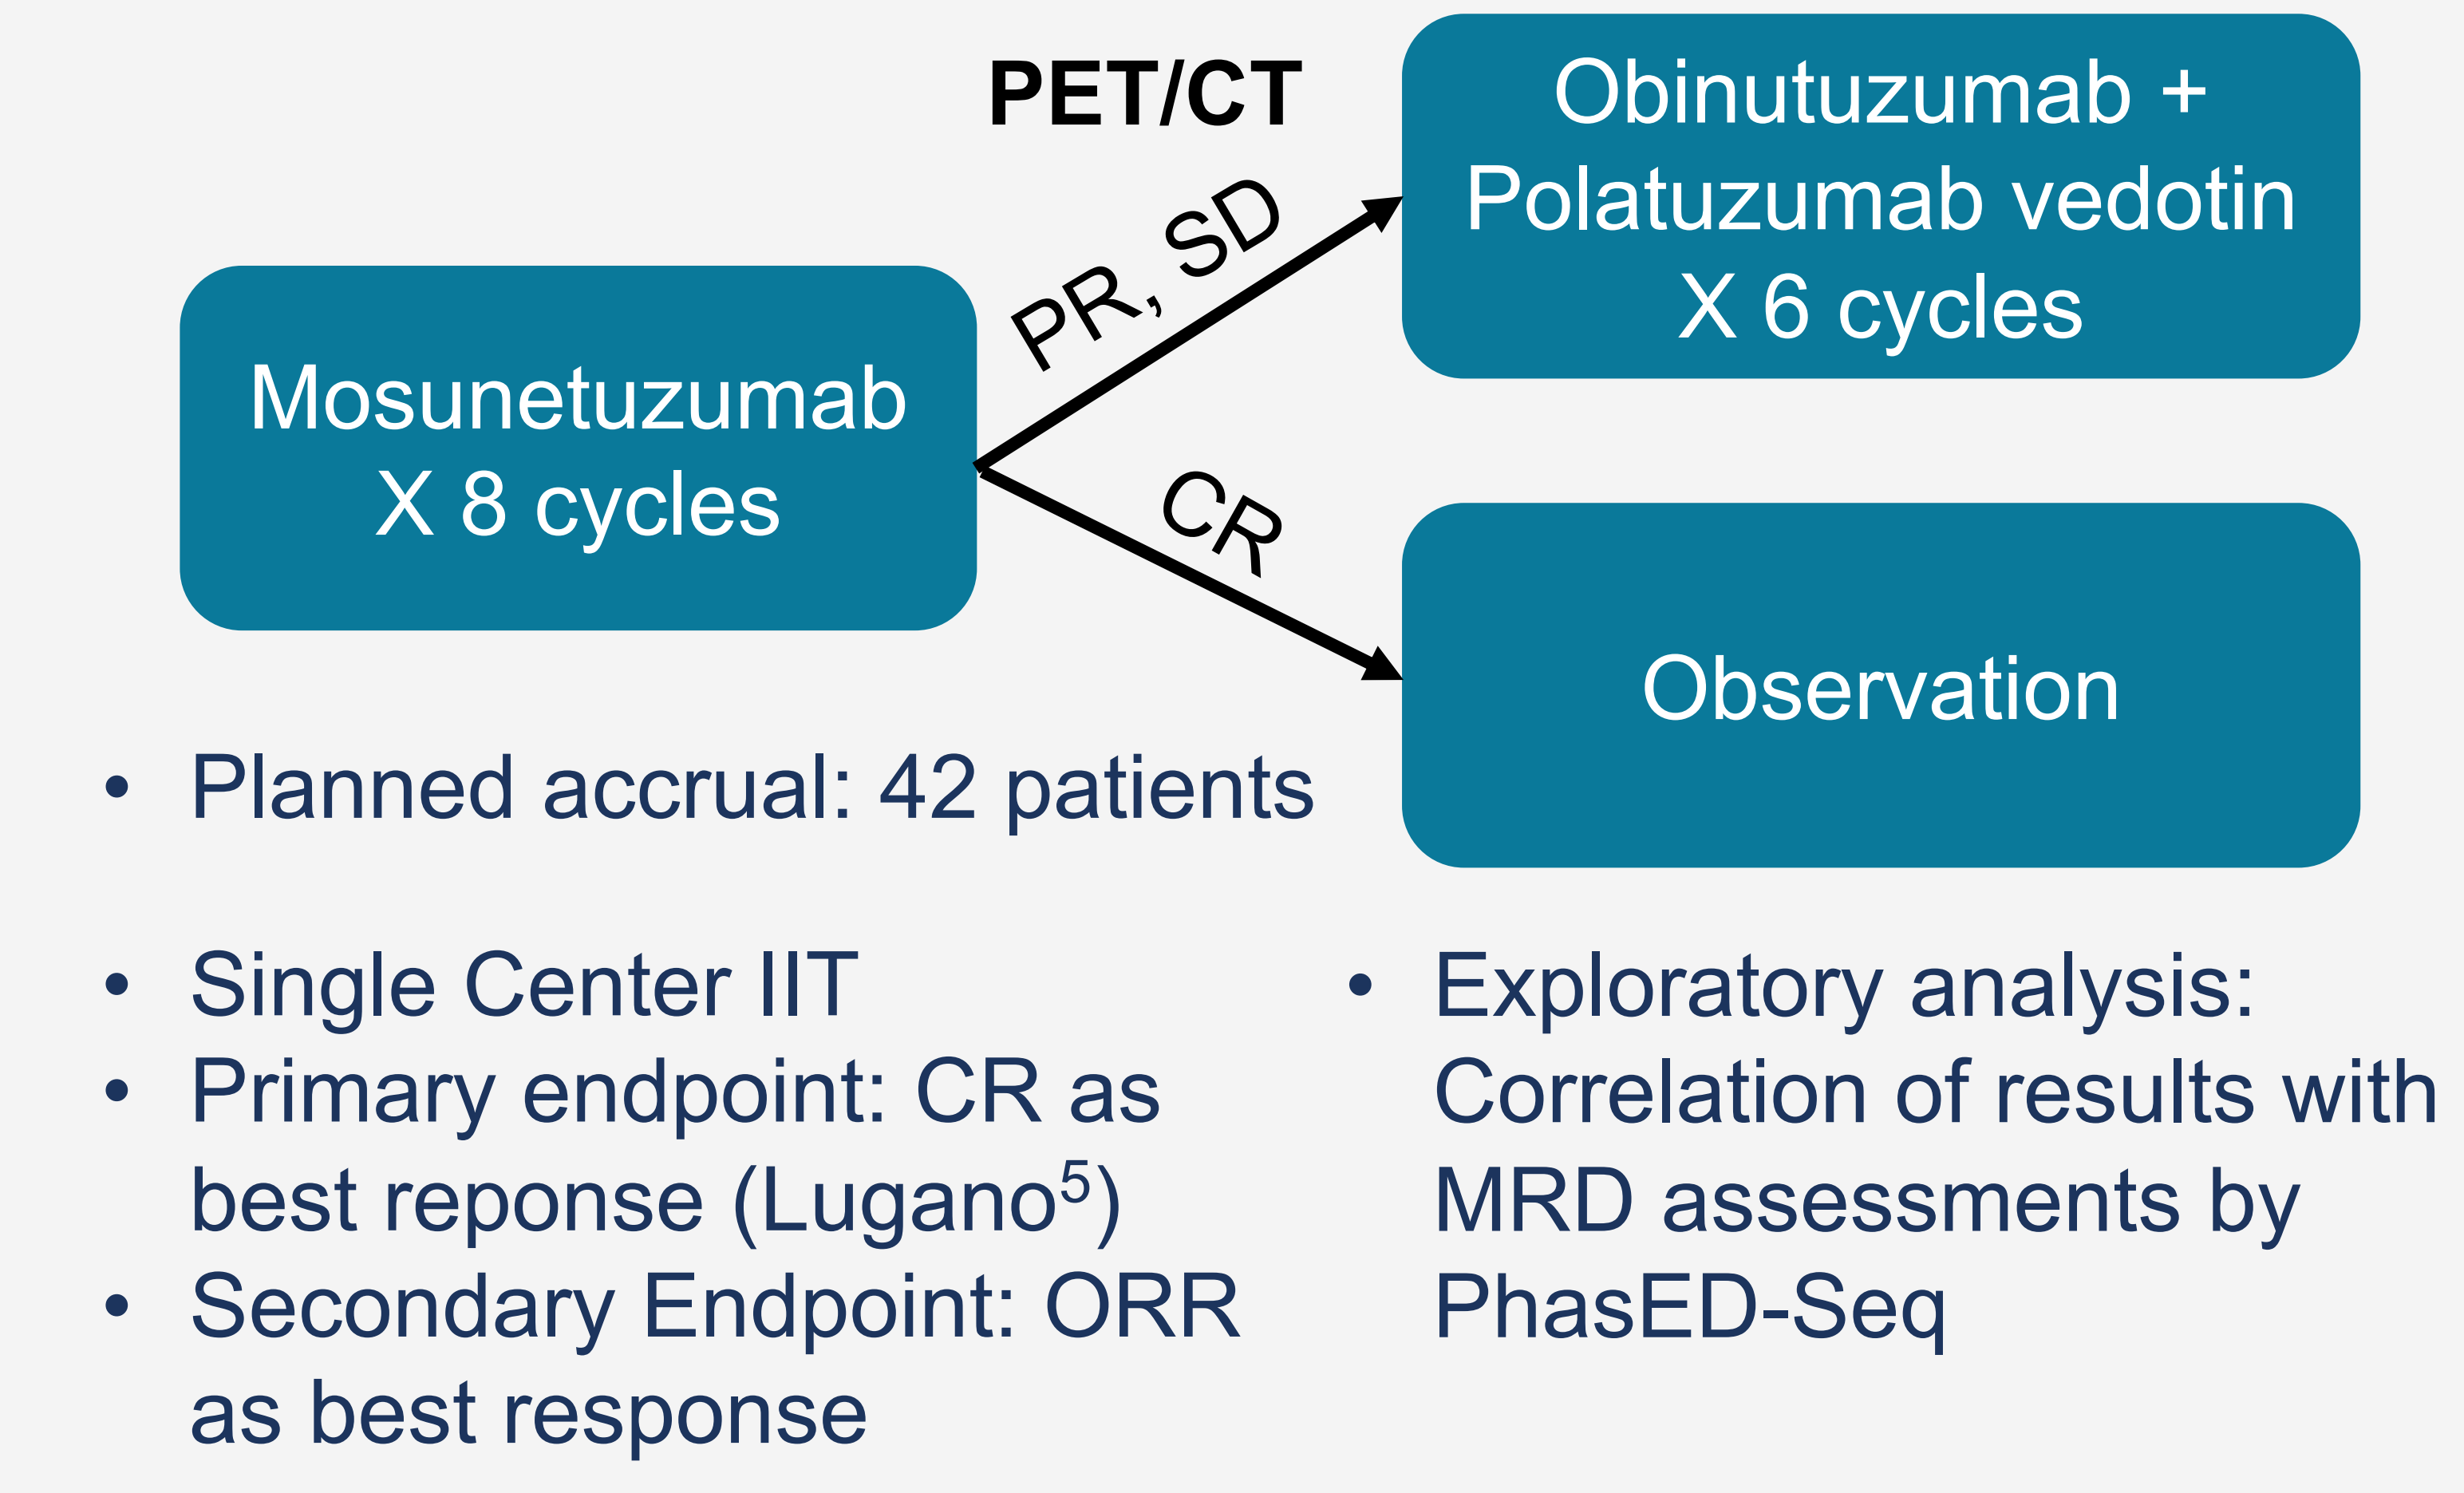 PET/CT
Obinutuzumab +
Polatuzumab vedotin
X 6 cycles
PR, SD
Mosunetuzumab
X 8 cycles
CR
Observation
• Planned accrual: 42 patients
• Single Center IIT
• Primary endpoint: CR as
best reponse (Lugano⁵)
• Secondary Endpoint: ORR
as best response
• Exploratory analysis:
Correlation of results with
MRD assessments by
PhasED-Seq